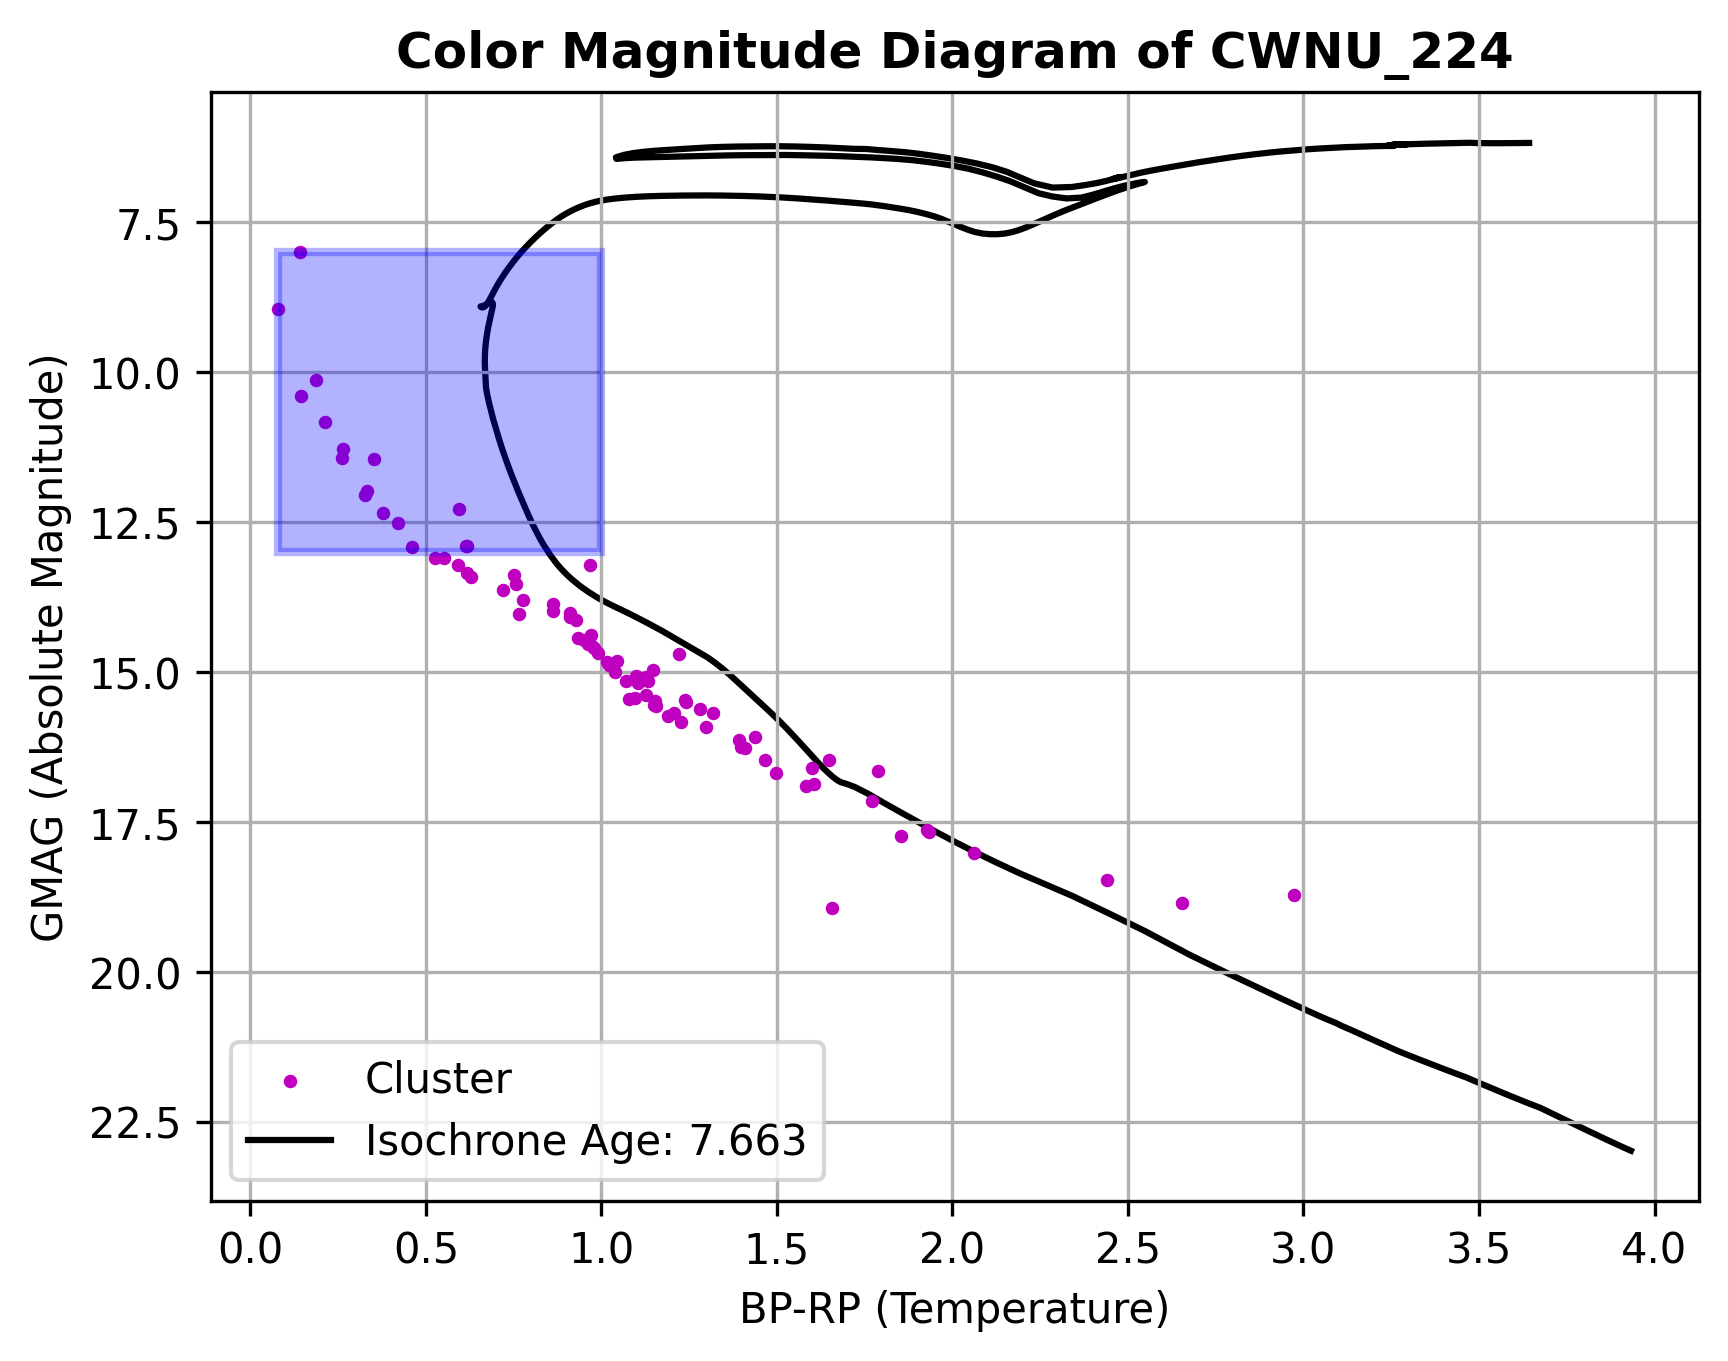 Color Magnitude Diagram of CWNU_224
GMAG (Absolute Magnitude)
7.5
10.0
12.5
15.0
17.5
20.0
22.5
Cluster
Isochrone Age: 7.663
0.0 0.5 1.0 1.5 2.0 2.5 3.0 3.5 4.0
BP-RP (Temperature)